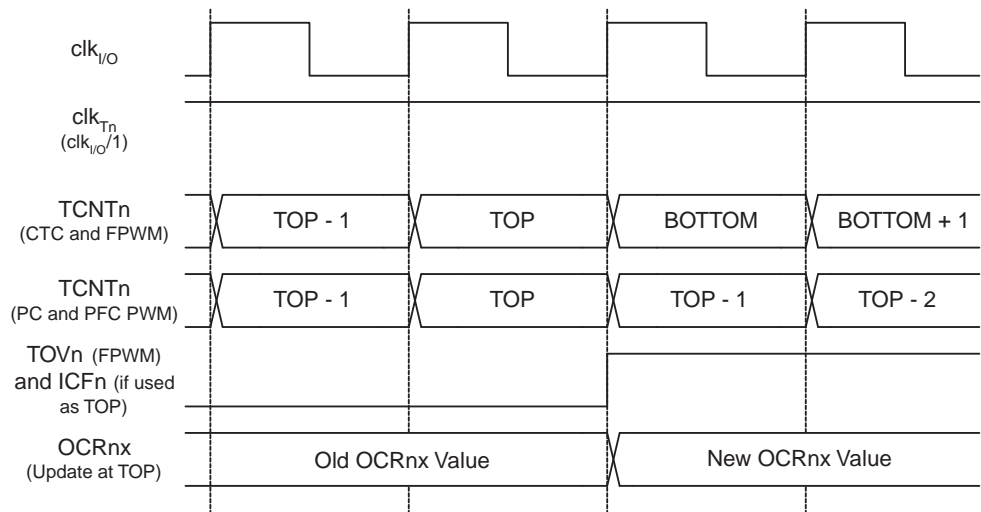 clkI/O
clkTn
(clkI/O/1)
TCNTn
(CTC and FPWM)
TOP - 1
TOP
BOTTOM
BOTTOM + 1
TCNTn
(PC and PFC PWM)
TOP - 1
TOP
TOP - 1
TOP - 2
TOVn (FPWM)
and ICFn (if used
as TOP)
OCRnx
(Update at TOP)
Old OCRnx Value
New OCRnx Value